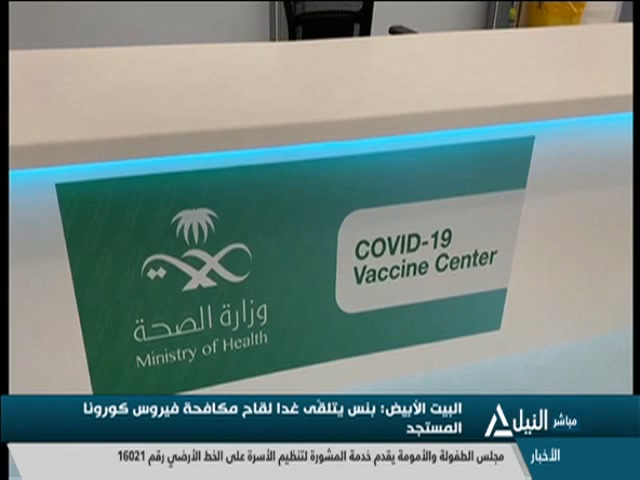 COVID-19
Vaccine Center
وزارة الصحة
Ministry of Health
البيت الأبيض: بنس يتلقى غدا لقاح مكافحة فيروس كورونا
المستجد
النيل مباشر
الأخبار
مجلس الطفولة والأمومة يقدم خدمة المشورة لتنظيم الأسرة على الخط الأرضي رقم 16021